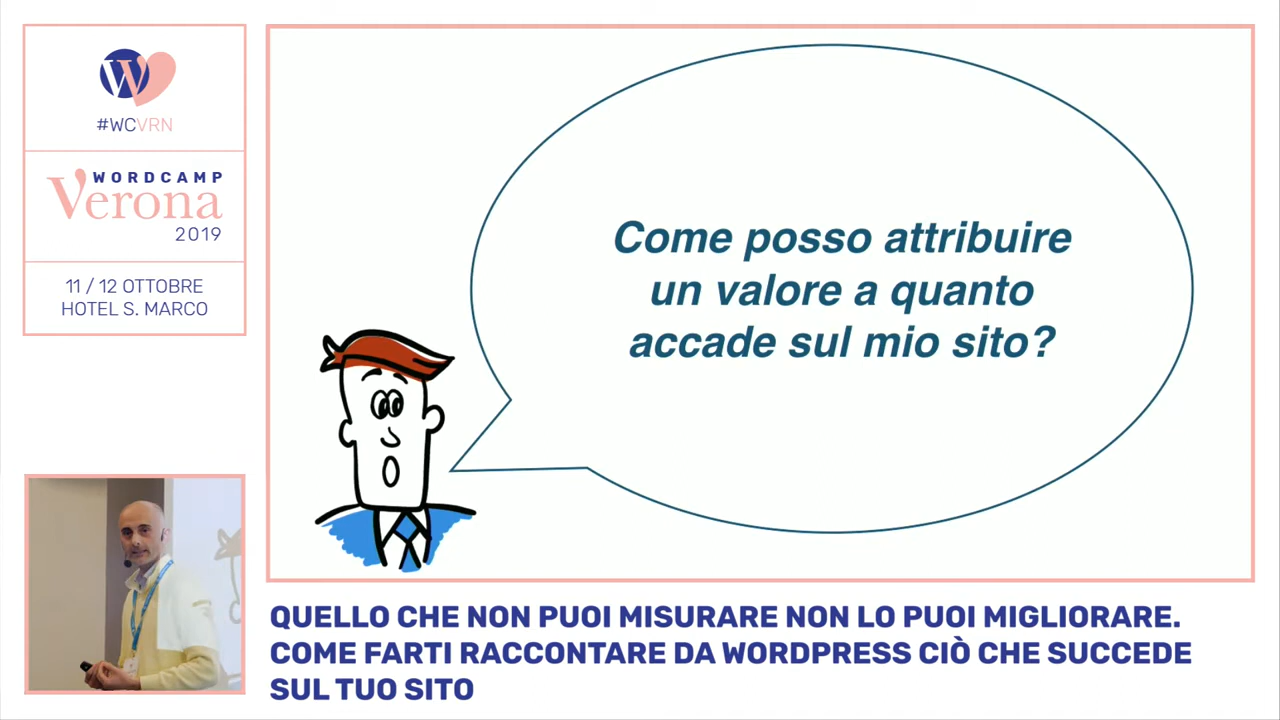 #WCVRN
WORDCAMP
Verona
2019
11 / 12 OTTOBRE
HOTEL S. MARCO
Come posso attribuire
un valore a quanto
accade sul mio sito?
QUELLO CHE NON PUOI MISURARE NON LO PUOI MIGLIORARE.
COME FARTI RACCONTARE DA WORDPRESS CIÒ CHE SUCCEDE
SUL TUO SITO